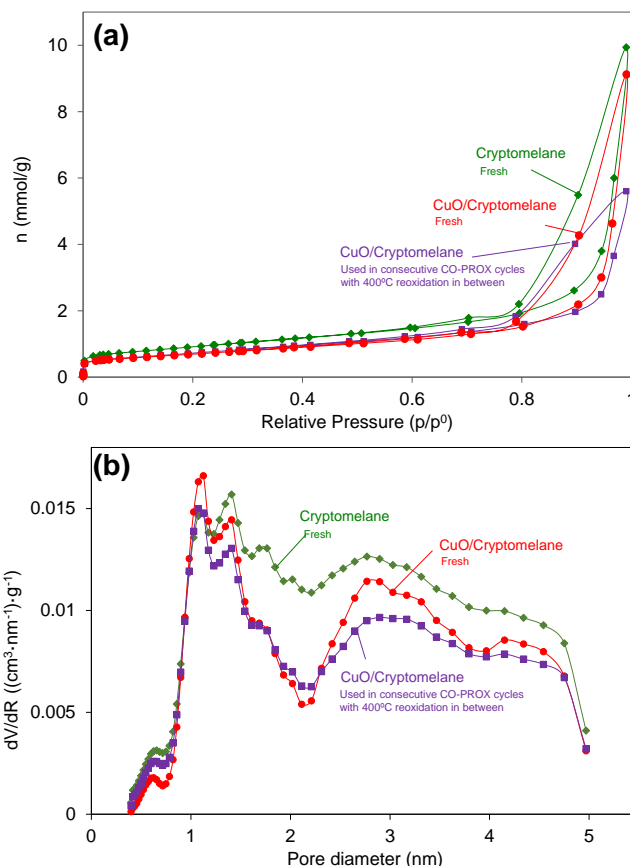 (a)
10
8
6
4
2
0
n (mmol/g)
Cryptomelane
Fresh
CuO/Cryptomelane
Fresh
CuO/Cryptomelane
Used in consecutive CO-PROX cycles
with 400ºC reoxidation in between
0 0.2 0.4 0.6 0.8 1
Relative Pressure (p/p⁰)
(b)
0.015
0.01
0.005
0
dV/dR ((cm³·nm⁻¹)·g⁻¹)
Cryptomelane
Fresh
CuO/Cryptomelane
Fresh
CuO/Cryptomelane
Used in consecutive CO-PROX cycles
with 400ºC reoxidation in between
0 1 2 3 4 5
Pore diameter (nm)